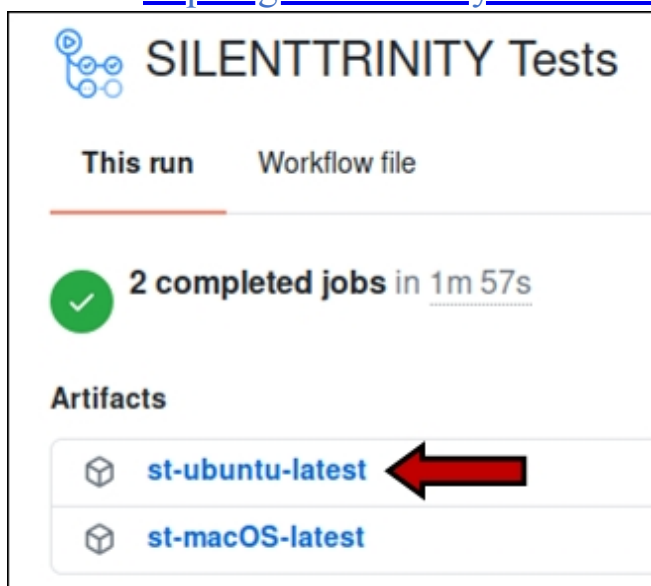 SILENTTRINITY Tests
This run Workflow file
2 completed jobs in 1m 57s
Artifacts
st-ubuntu-latest
st-macOS-latest